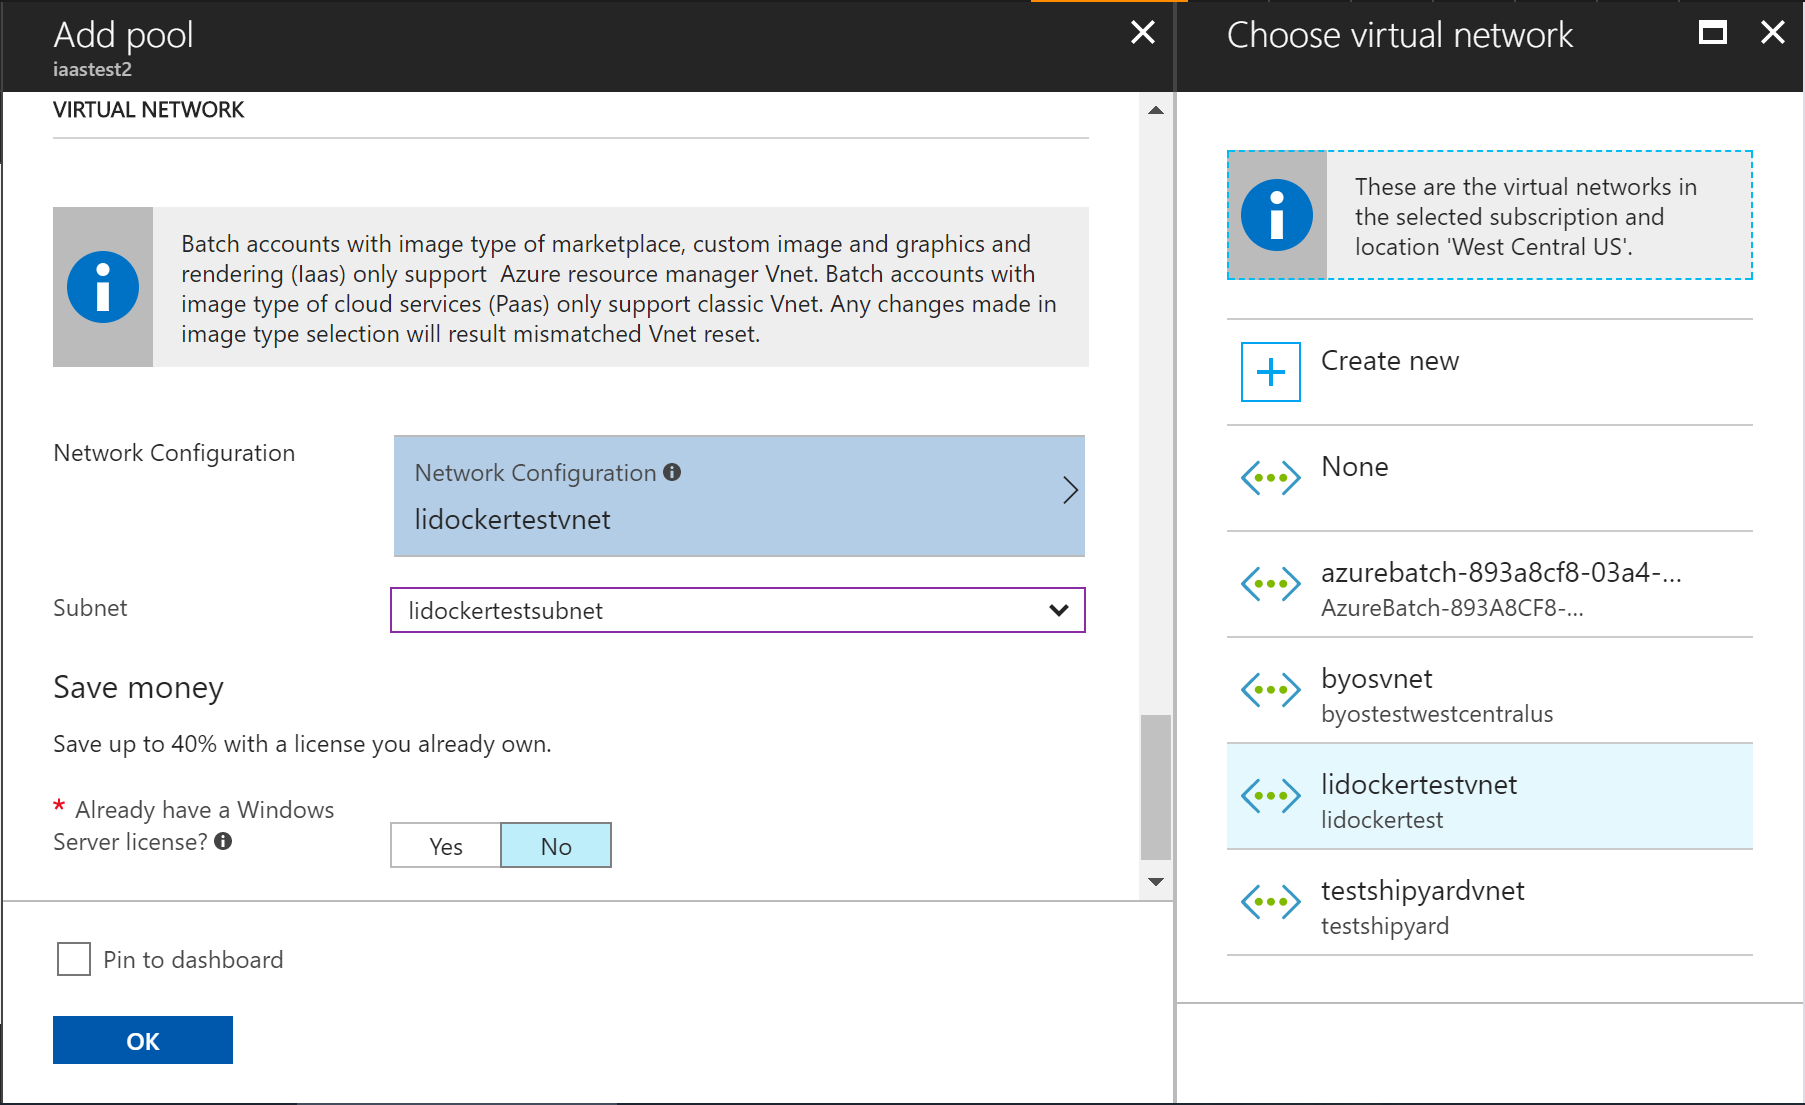 Add pool
iaastest2
VIRTUAL NETWORK
Batch accounts with image type of marketplace, custom image and graphics and
rendering (Iaas) only support  Azure resource manager Vnet. Batch accounts with
image type of cloud services (Paas) only support classic Vnet. Any changes made in
image type selection will result mismatched Vnet reset.
Network Configuration
Network Configuration
lidockertestvnet
Subnet
lidockertestsubnet
Save money
Save up to 40% with a license you already own.
* Already have a Windows
Server license?
Yes
No
Pin to dashboard
OK
Choose virtual network
These are the virtual networks in
the selected subscription and
location 'West Central US'.
Create new
None
azurebatch-893a8cf8-03a4-...
AzureBatch-893A8CF8-...
byosvnet
byostestwestcentralus
lidockertestvnet
lidockertest
testshipyardvnet
testshipyard